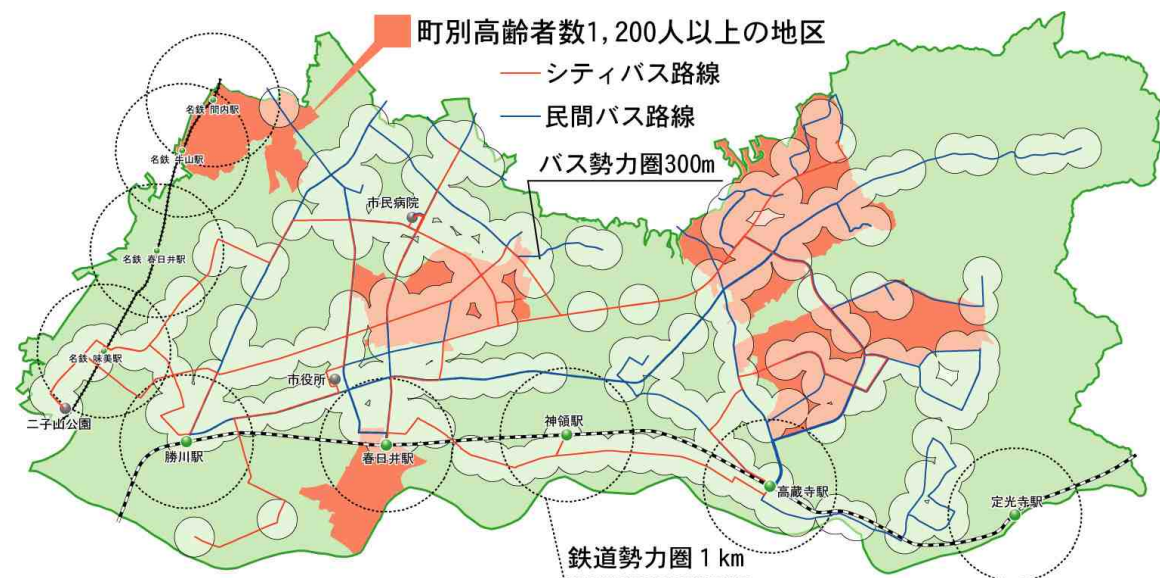 町別高齢者数1,200人以上の地区
シティバス路線
民間バス路線
バス勢力圏300m
名鉄 間内駅
名鉄 牛山駅
市民病院
名鉄 春日井駅
名鉄 味美駅
市役所
二子山公園
勝川駅
春日井駅
神領駅
高蔵寺駅
定光寺駅
鉄道勢力圏1km